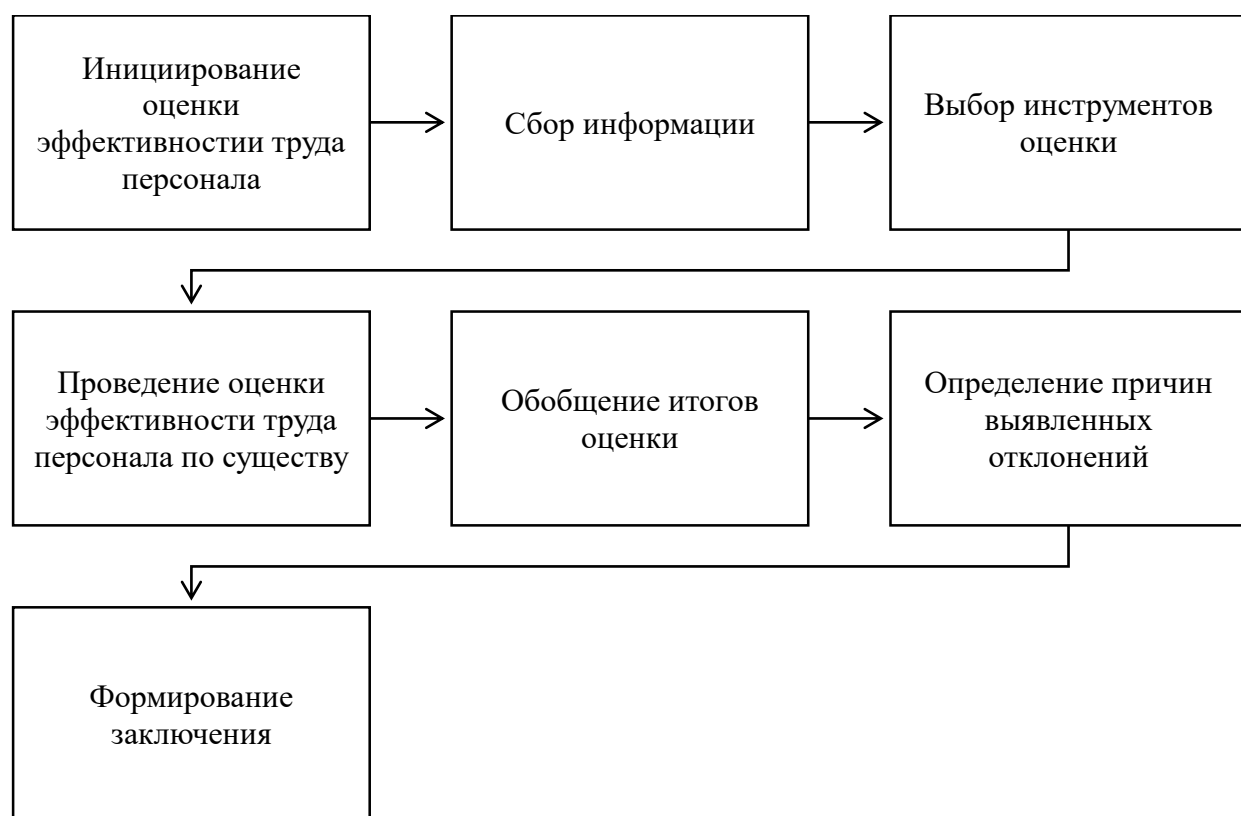 Инициирование
оценки
эффективностии труда
персонала
Сбор информации
Выбор инструментов
оценки
Проведение оценки
эффективности труда
персонала по существу
Обобщение итогов
оценки
Определение причин
выявленных
отклонений
Формирование
заключения